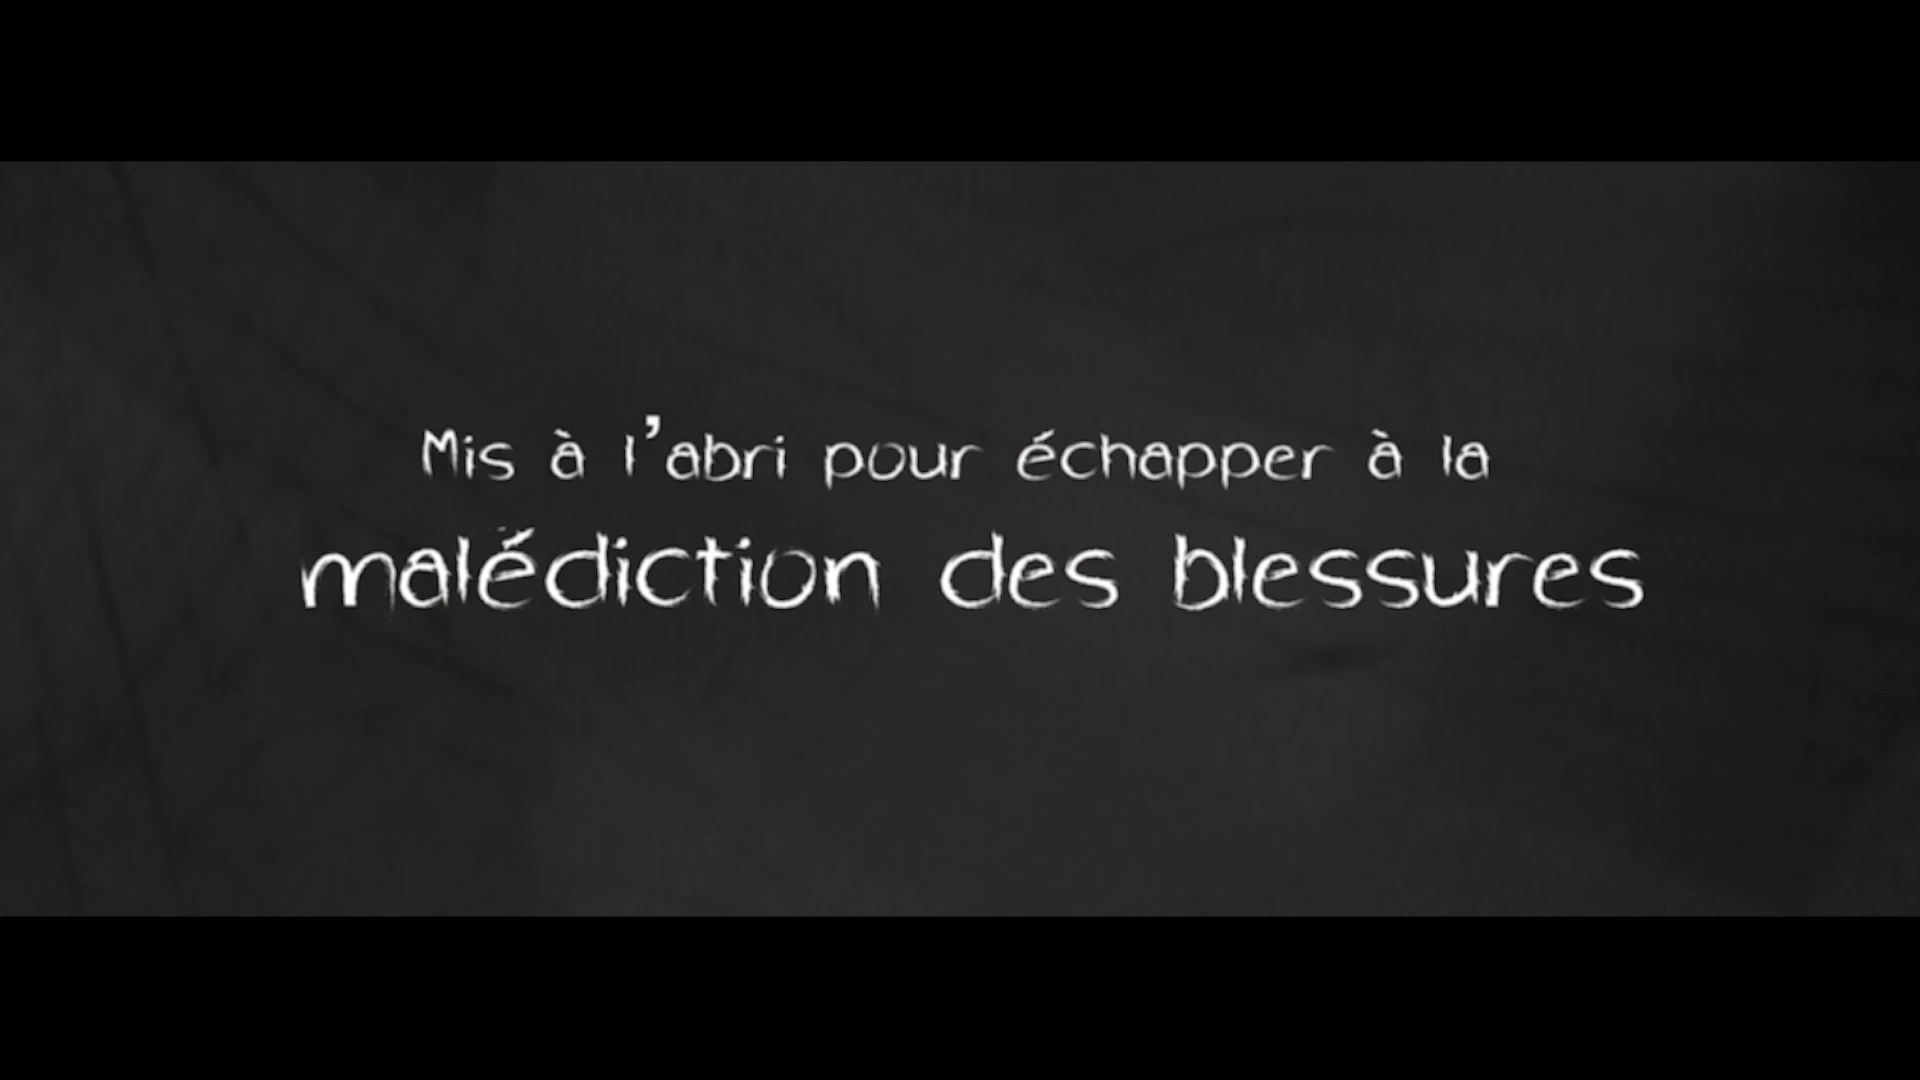 Mis à l’abri pour échapper à la
malédiction des blessures